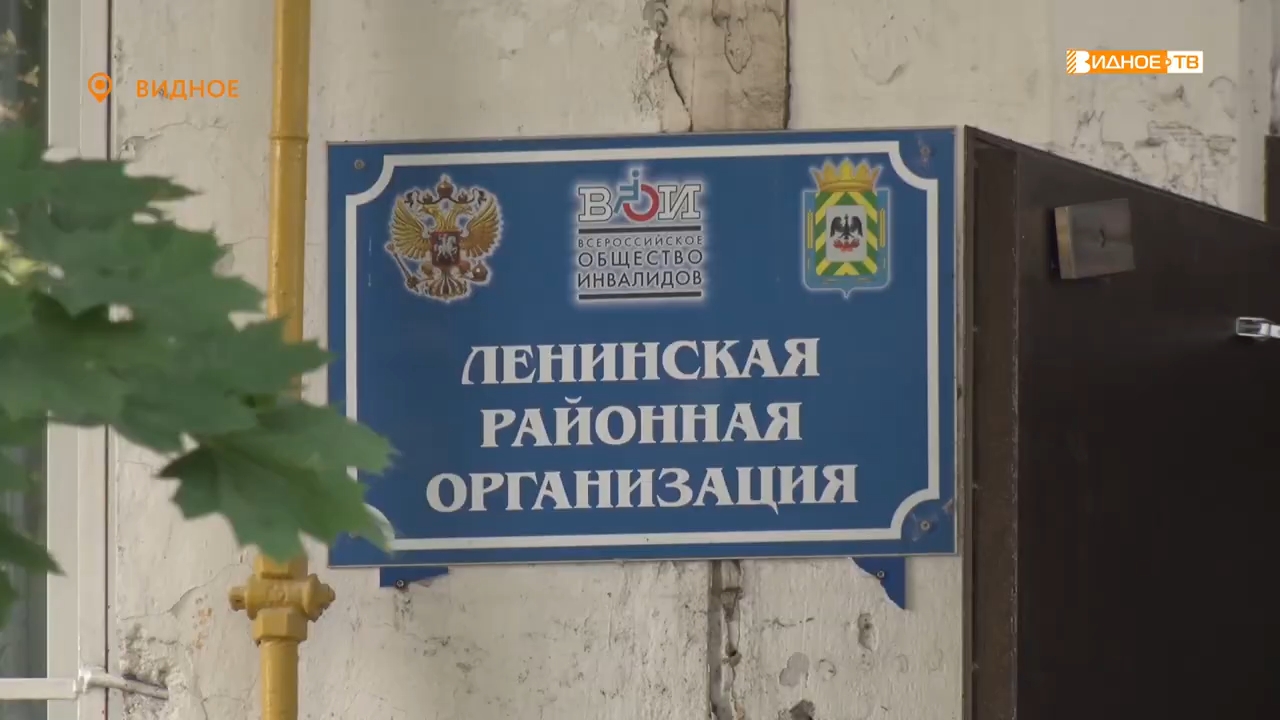 ВИДНОЕ
ВИДНОЕ ТВ
ВОИ
ВСЕРОССИЙСКОЕ
ОБЩЕСТВО
ИНВАЛИДОВ
ЛЕНИНСКАЯ
РАЙОННАЯ
ОРГАНИЗАЦИЯ